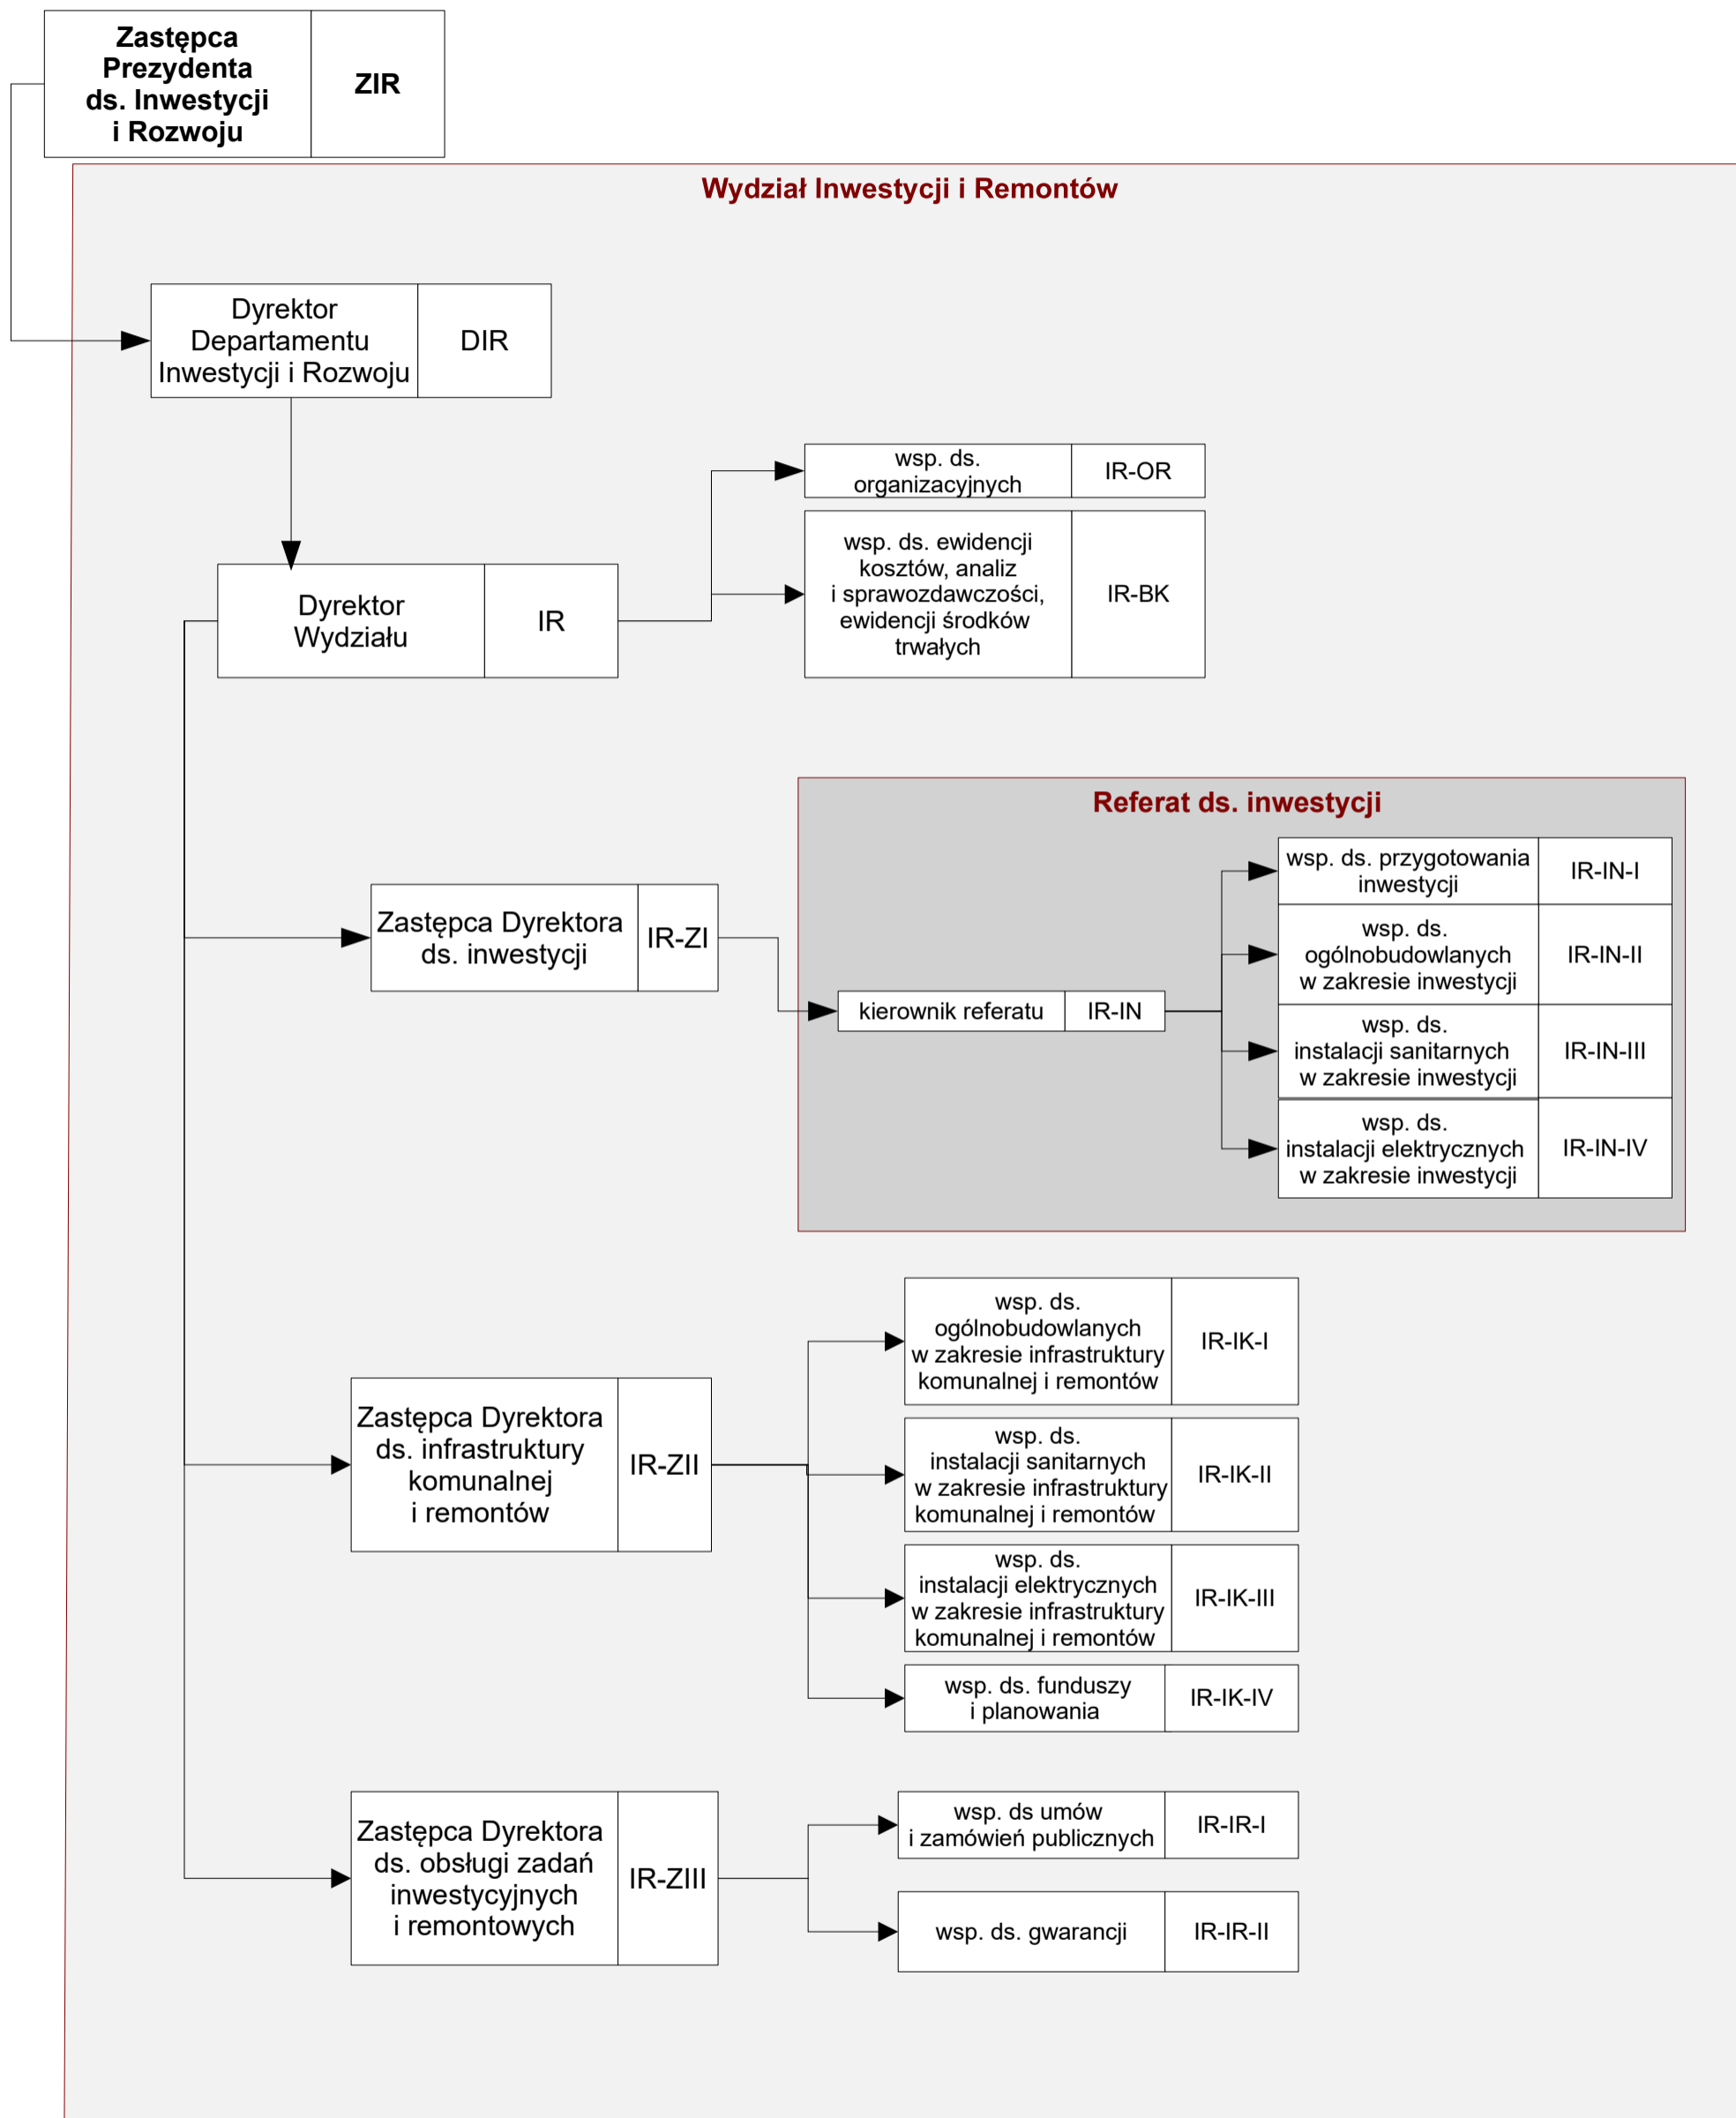 Zastępca
Prezydenta
ds. Inwestycji
i Rozwoju
ZIR
Wydział Inwestycji i Remontów
Dyrektor
Departamentu
Inwestycji i Rozwoju
DIR
wsp. ds.
organizacyjnych
IR-OR
wsp. ds. ewidencji
kosztów, analiz
i sprawozdawczości,
ewidencji środków
trwałych
IR-BK
Dyrektor
Wydziału
IR
Referat ds. inwestycji
wsp. ds. przygotowania
inwestycji
IR-IN-I
wsp. ds.
ogólnobudowlanych
w zakresie inwestycji
IR-IN-II
Zastępca Dyrektora
ds. inwestycji
IR-ZI
kierownik referatu
IR-IN
wsp. ds.
instalacji sanitarnych
w zakresie inwestycji
IR-IN-III
wsp. ds.
instalacji elektrycznych
w zakresie inwestycji
IR-IN-IV
wsp. ds.
ogólnobudowlanych
w zakresie infrastruktury
komunalnej i remontów
IR-IK-I
Zastępca Dyrektora
ds. infrastruktury
komunalnej
i remontów
IR-ZII
wsp. ds.
instalacji sanitarnych
w zakresie infrastruktury
komunalnej i remontów
IR-IK-II
wsp. ds.
instalacji elektrycznych
w zakresie infrastruktury
komunalnej i remontów
IR-IK-III
wsp. ds. funduszy
i planowania
IR-IK-IV
Zastępca Dyrektora
ds. obsługi zadań
inwestycyjnych
i remontowych
IR-ZIII
wsp. ds umów
i zamówień publicznych
IR-IR-I
wsp. ds. gwarancji
IR-IR-II